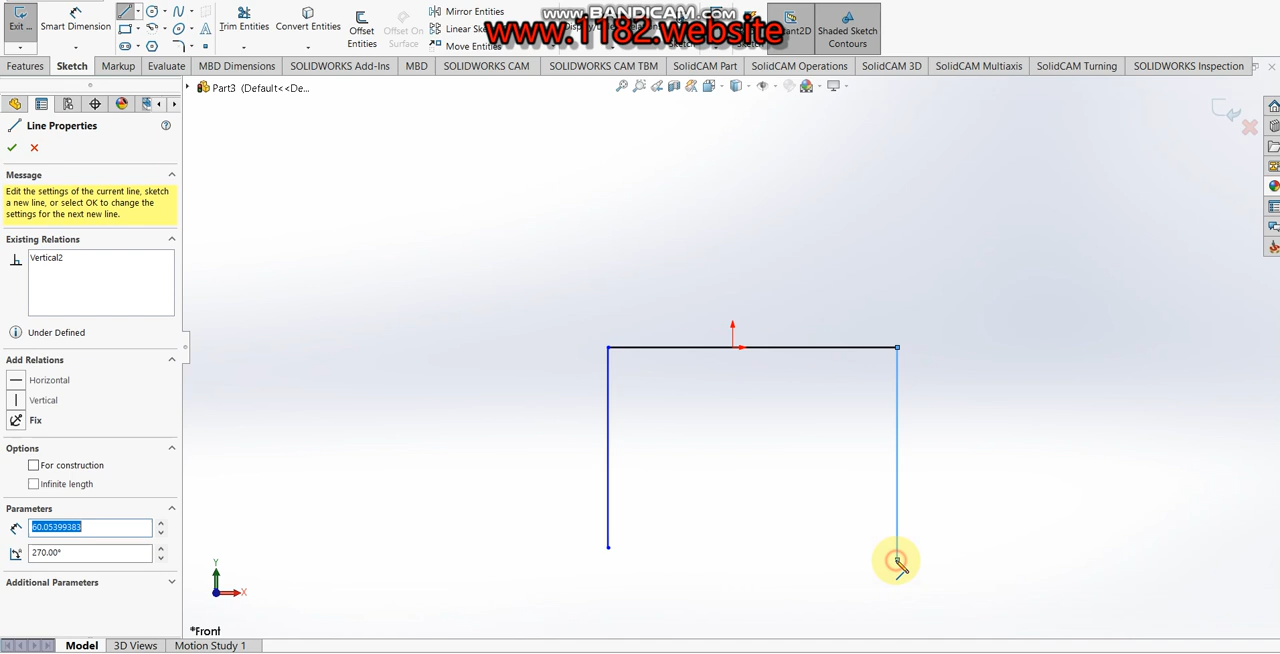 www.BANDICAM.com
www.1182.website
Exit ...
Smart Dimension
Trim Entities
Convert Entities
Offset Entities
Offset On Surface
Mirror Entities
Linear Sk
Move Entities
Instant2D
Shaded Sketch Contours
Features
Sketch
Markup
Evaluate
MBD Dimensions
SOLIDWORKS Add-Ins
MBD
SOLIDWORKS CAM
SOLIDWORKS CAM TBM
SolidCAM Part
SolidCAM Operations
SolidCAM 3D
SolidCAM Multiaxis
SolidCAM Turning
SOLIDWORKS Inspection
Part3 (Default<<De...
Line Properties
Message
Edit the settings of the current line, sketch
a new line, or select OK to change the
settings for the next new line.
Existing Relations
Vertical2
Under Defined
Add Relations
Horizontal
Vertical
Fix
Options
For construction
Infinite length
Parameters
60.05399383
270.00°
Additional Parameters
Y
X
*Front
Model
3D Views
Motion Study 1